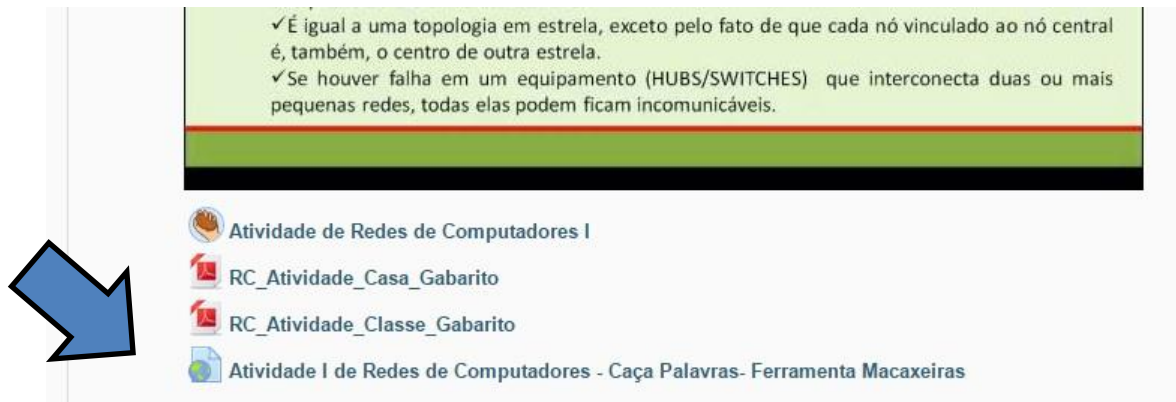 ✓É igual a uma topologia em estrela, exceto pelo fato de que cada nó vinculado ao nó central
é, também, o centro de outra estrela.
✓Se houver falha em um equipamento (HUBS/SWITCHES) que interconecta duas ou mais
pequenas redes, todas elas podem ficam incomunicáveis.
Atividade de Redes de Computadores I
RC_Atividade_Casa_Gabarito
RC_Atividade_Classe_Gabarito
Atividade I de Redes de Computadores - Caça Palavras- Ferramenta Macaxeiras